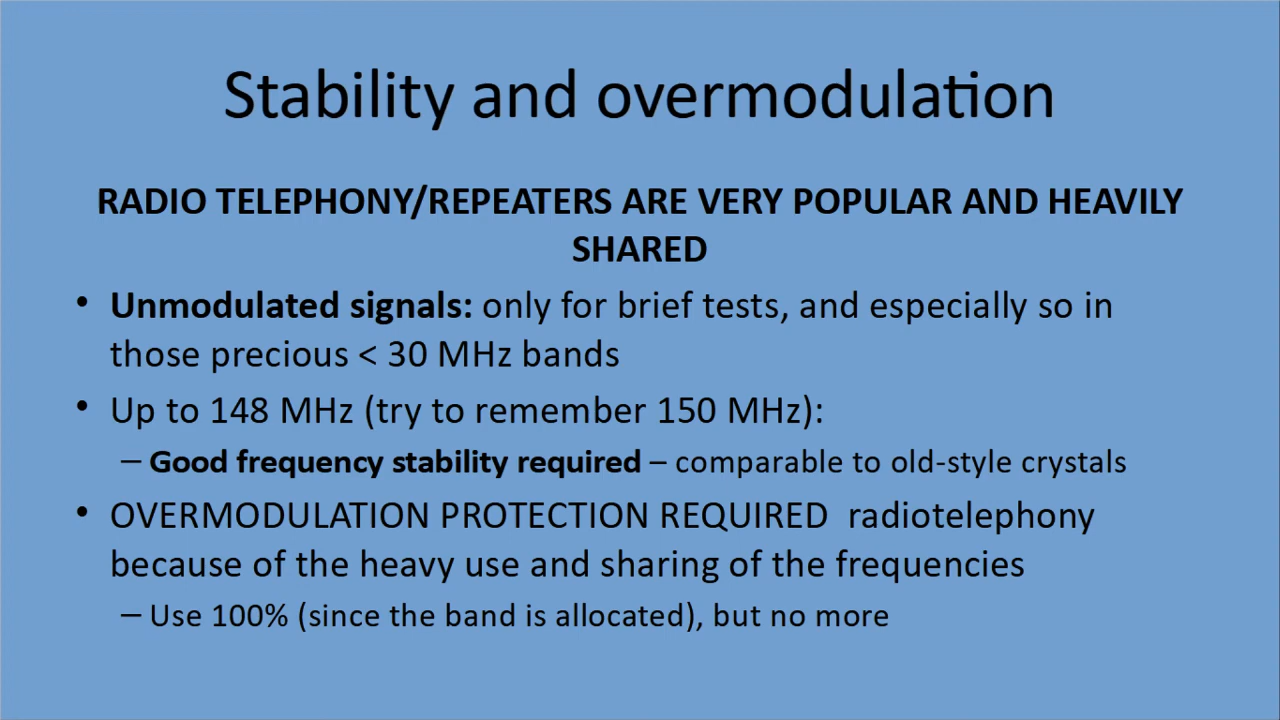 Stability and overmodulation
RADIO TELEPHONY/REPEATERS ARE VERY POPULAR AND HEAVILY
SHARED
• Unmodulated signals: only for brief tests, and especially so in
those precious < 30 MHz bands
• Up to 148 MHz (try to remember 150 MHz):
– Good frequency stability required – comparable to old-style crystals
• OVERMODULATION PROTECTION REQUIRED  radiotelephony
because of the heavy use and sharing of the frequencies
– Use 100% (since the band is allocated), but no more